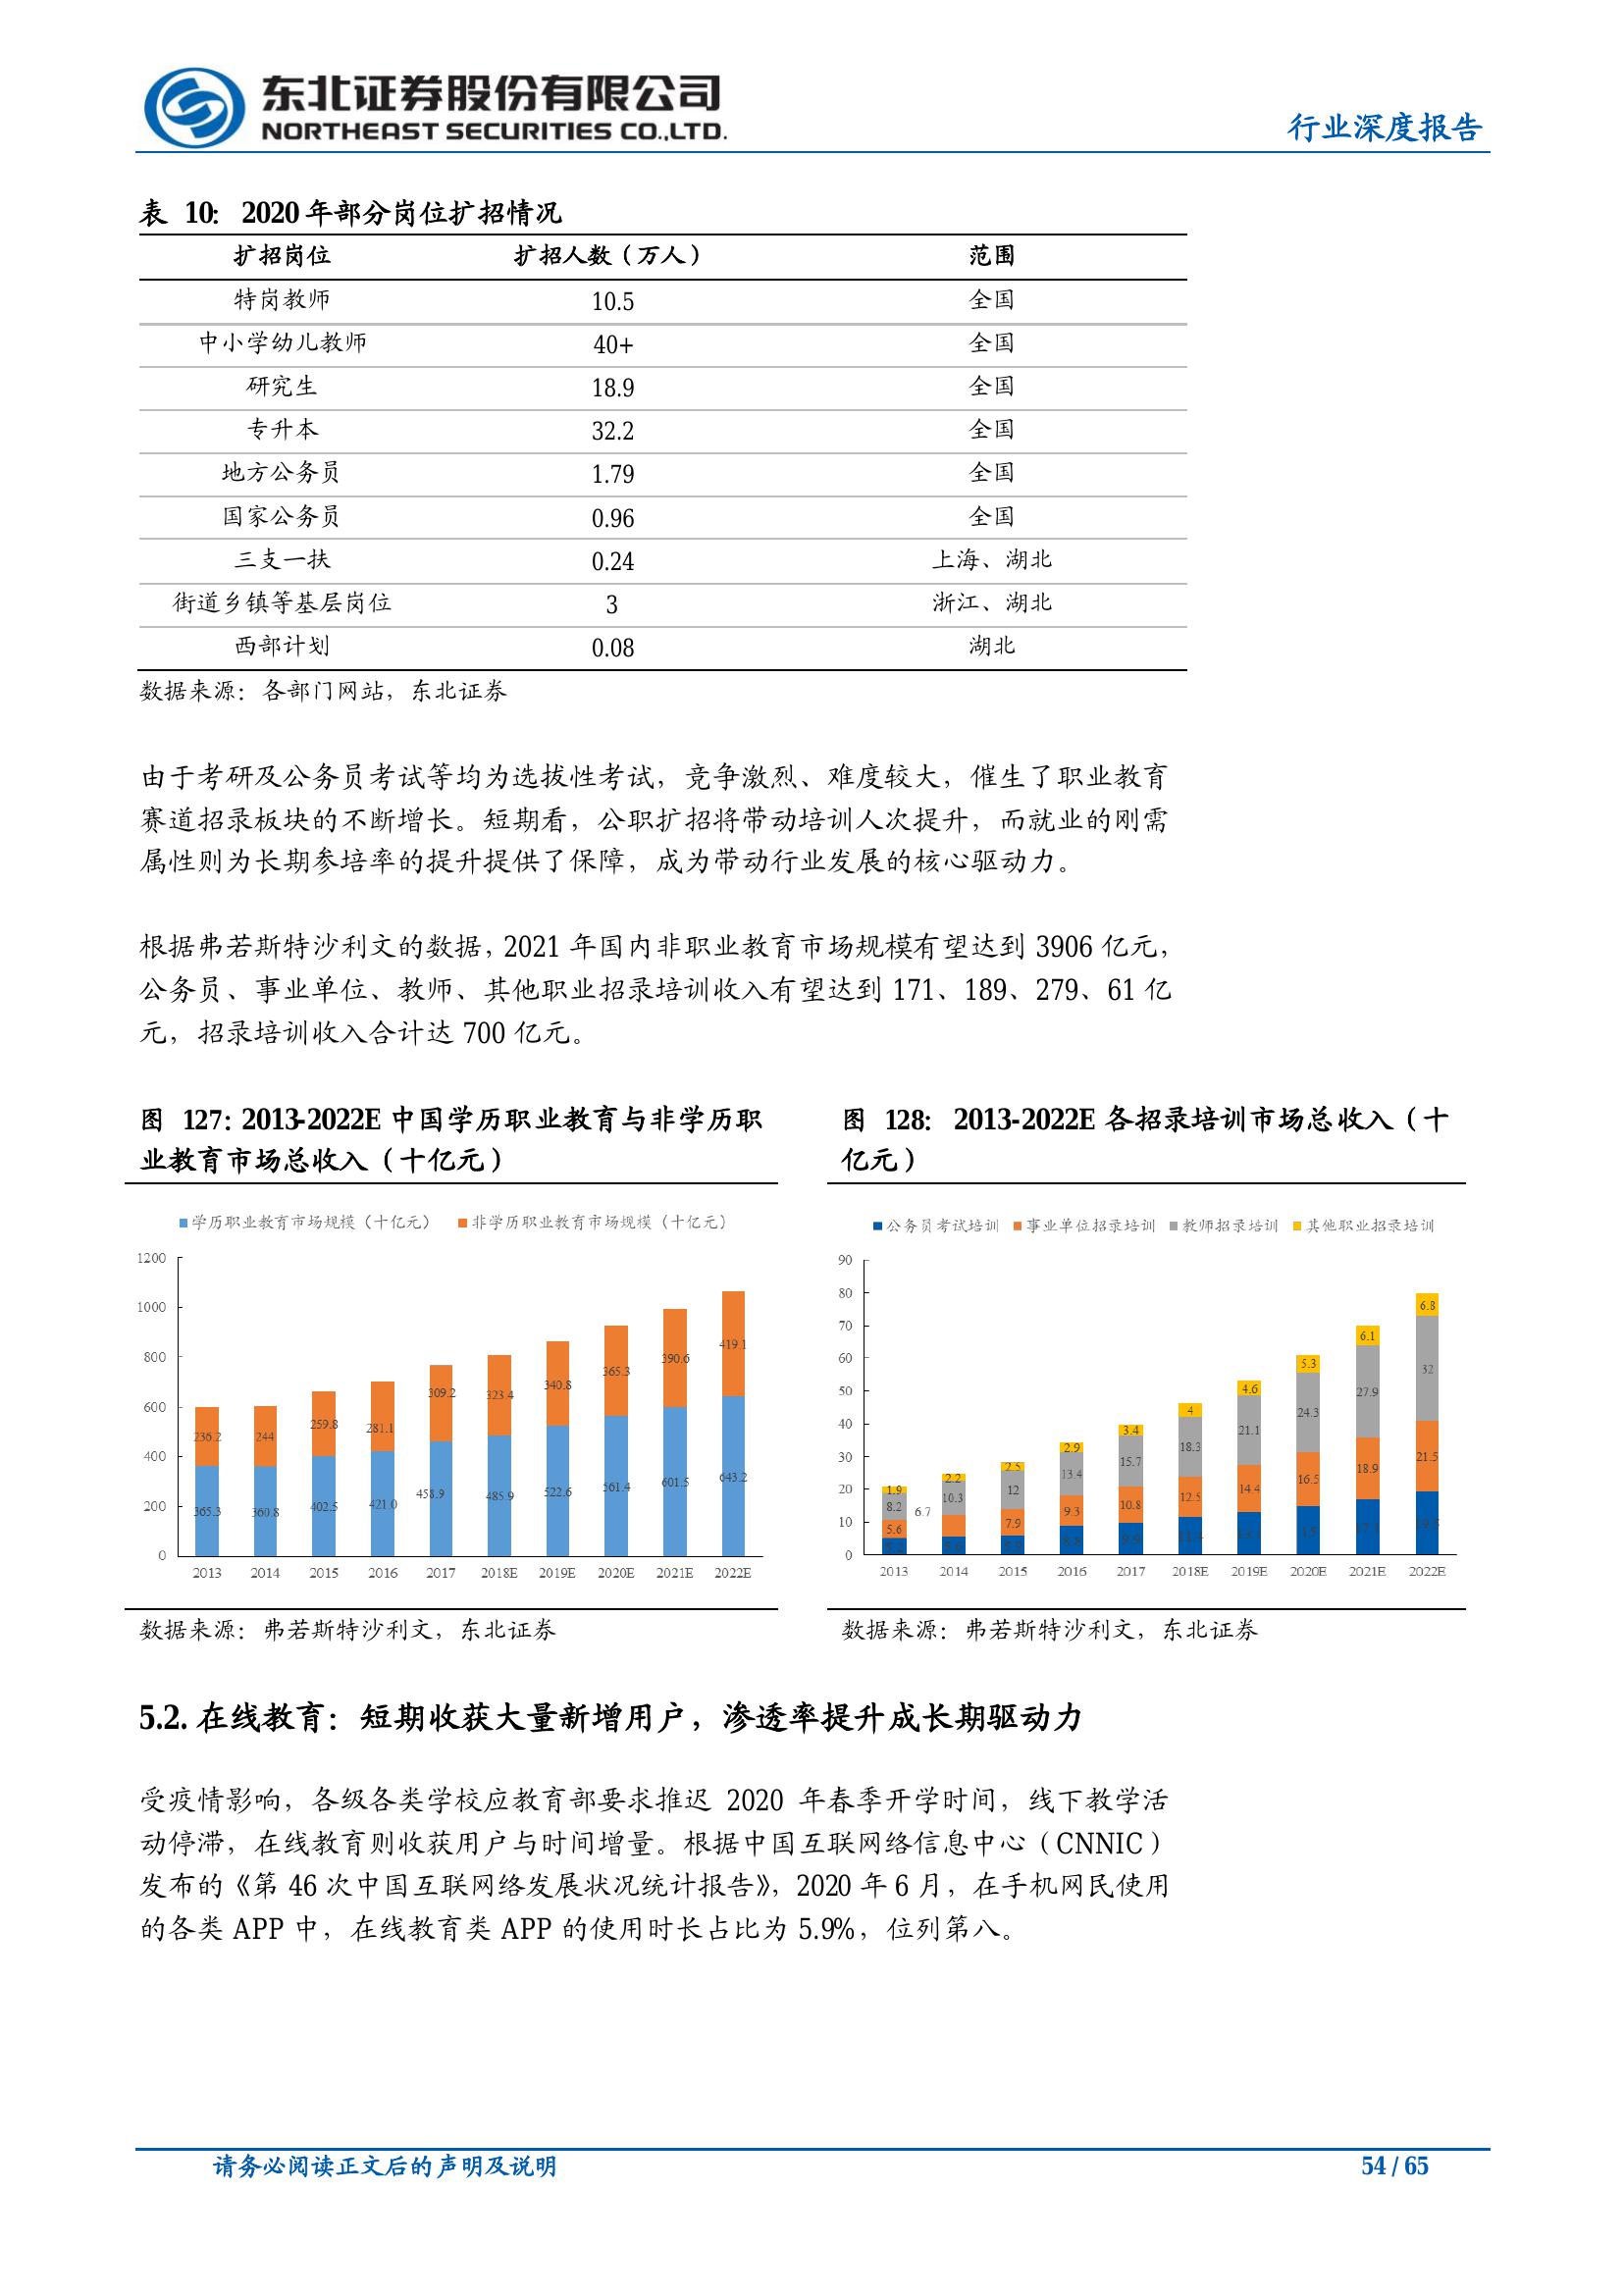 东北证券股份有限公司
NORTHEAST SECURITIES CO.,LTD.
行业深度报告
表 10: 2020 年部分岗位扩招情况
扩招岗位 扩招人数（万人） 范围
特岗教师 10.5 全国
中小学幼儿教师 40+ 全国
研究生 18.9 全国
专升本 32.2 全国
地方公务员 1.79 全国
国家公务员 0.96 全国
三支一扶 0.24 上海、湖北
街道乡镇等基层岗位 3 浙江、湖北
西部计划 0.08 湖北
数据来源：各部门网站，东北证券
由于考研及公务员考试等均为选拔性考试，竞争激烈、难度较大，催生了职业教育
赛道招录板块的不断增长。短期看，公职扩招将带动培训人次提升，而就业的刚需
属性则为长期参培率的提升提供了保障，成为带动行业发展的核心驱动力。
根据弗若斯特沙利文的数据，2021 年国内非职业教育市场规模有望达到 3906 亿元，
公务员、事业单位、教师、其他职业招录培训收入有望达到 171、189、279、61 亿
元，招录培训收入合计达 700 亿元。
图 127: 2013-2022E 中国学历职业教育与非学历职
业教育市场总收入（十亿元）
学历职业教育市场规模（十亿元） 非学历职业教育市场规模（十亿元）
1200
1000
800
600
400
200
0
236.2 244 259.8 281.1 309.2 323.4 340.8 365.3 390.6 419.1
365.3 360.8 402.5 421.0 458.9 485.9 522.6 561.4 601.5 643.2
2013 2014 2015 2016 2017 2018E 2019E 2020E 2021E 2022E
数据来源：弗若斯特沙利文，东北证券
图 128: 2013-2022E 各招录培训市场总收入（十
亿元）
公务员考试培训 事业单位招录培训 教师招录培训 其他职业招录培训
90
80
70
60
50
40
30
20
10
0
1.9 2.2 2.5 2.9 3.4 4 4.6 5.3 6.1 6.8
8.2 10.3 12 13.4 15.7 18.3 21.1 24.3 27.9 32
5.6 6.7 7.9 9.3 10.8 12.5 14.4 16.5 18.9 21.5
2013 2014 2015 2016 2017 2018E 2019E 2020E 2021E 2022E
数据来源：弗若斯特沙利文，东北证券
5.2. 在线教育：短期收获大量新增用户，渗透率提升成长期驱动力
受疫情影响，各级各类学校应教育部要求推迟 2020 年春季开学时间，线下教学活
动停滞，在线教育则收获用户与时间增量。根据中国互联网络信息中心（CNNIC）
发布的《第 46 次中国互联网络发展状况统计报告》，2020 年 6 月，在手机网民使用
的各类 APP 中，在线教育类 APP 的使用时长占比为 5.9%，位列第八。
请务必阅读正文后的声明及说明
54 / 65